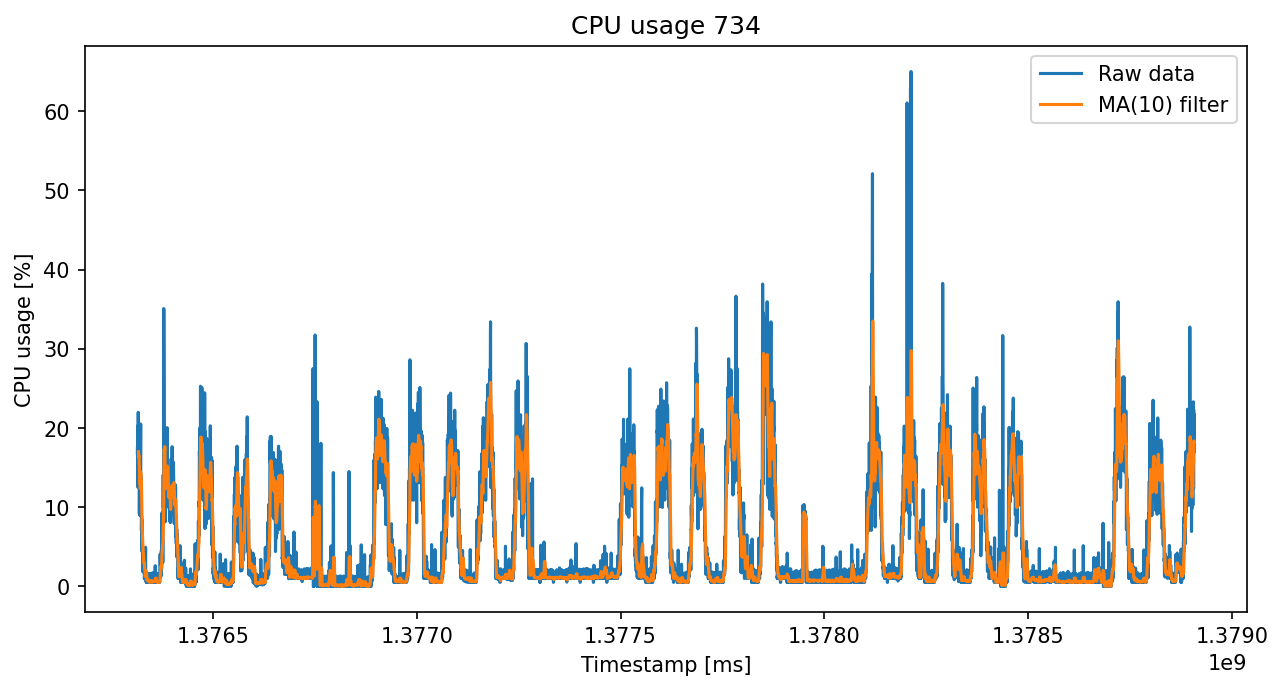 CPU usage 734
Raw data
MA(10) filter
CPU usage [%]
60
50
40
30
20
10
0
1.3765 1.3770 1.3775 1.3780 1.3785 1.3790
1e9
Timestamp [ms]